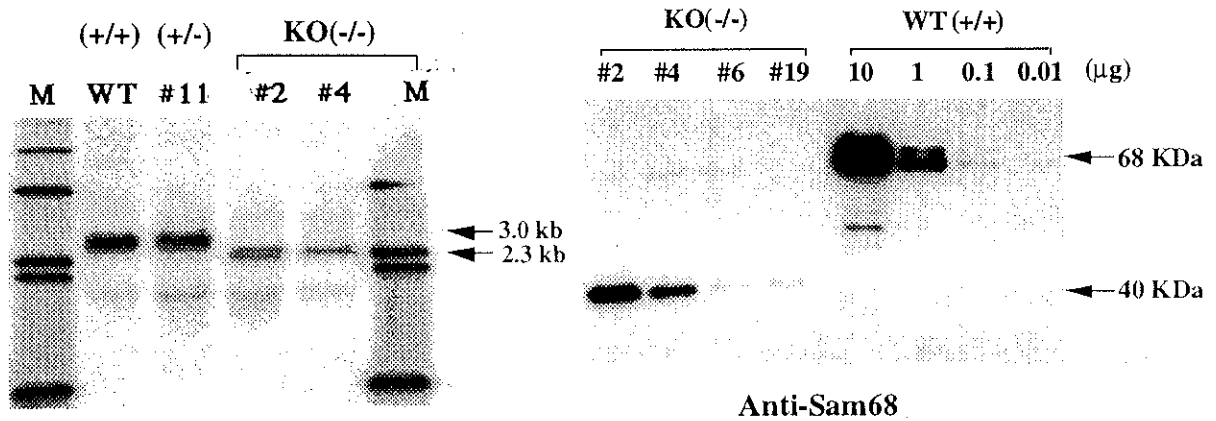 (+/+) (+/-) KO(-/-)
M WT #11 #2 #4 M
3.0 kb
2.3 kb
KO(-/-) WT (+/+)
#2 #4 #6 #19 10 1 0.1 0.01 (µg)
68 KDa
40 KDa
Anti-Sam68